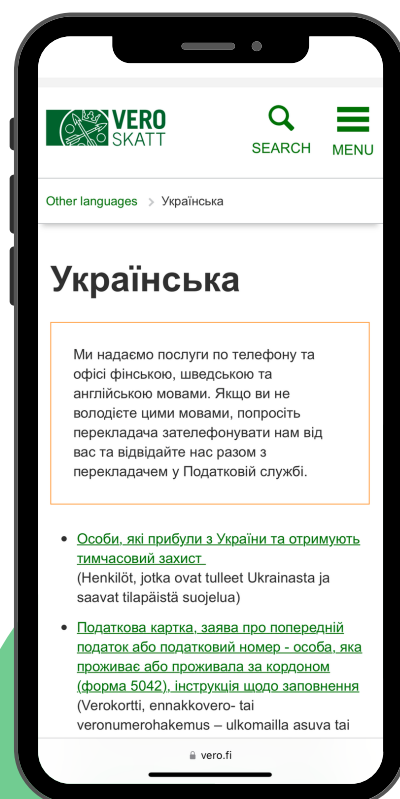 VERO
SKATT
SEARCH
MENU
Other languages > Українська
Українська
Ми надаємо послуги по телефону та
офісі фінською, шведською та
англійською мовами. Якщо ви не
володієте цими мовами, попросіть
перекладача зателефонувати нам від
вас та відвідайте нас разом з
перекладачем у Податковій службі.
• Особи, які прибули з України та отримують
тимчасовий захист
(Henkilöt, jotka ovat tulleet Ukrainasta ja
saavat tilapäistä suojelua)
• Податкова картка, заява про попередній
податок або податковий номер - особа, яка
проживає або проживала за кордоном
(форма 5042), інструкція щодо заповнення
(Verokortti, ennakkovero- tai
veronumerohakemus – ulkomailla asuva tai
vero.fi